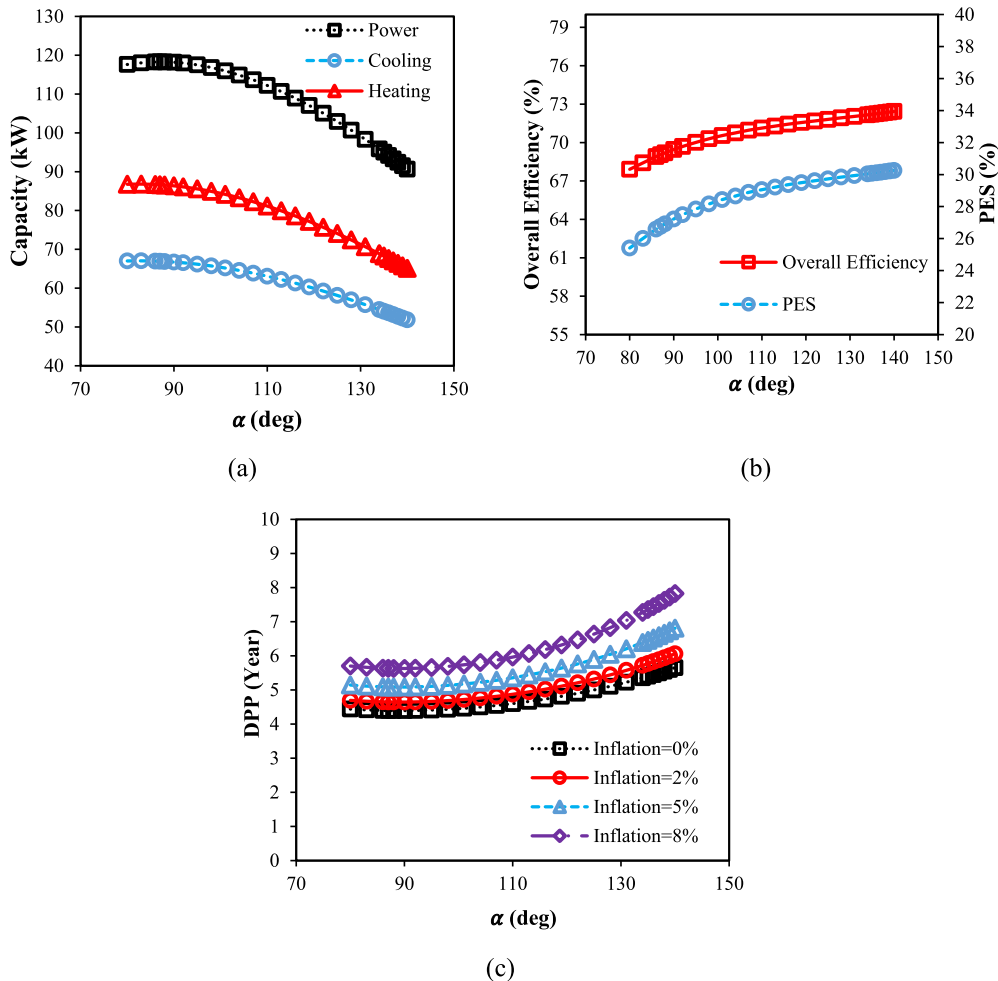 130
120
110
100
90
80
70
60
50
40
Capacity (kW)
Power
Cooling
Heating
70 90 110 130 150
α (deg)
(a)
79
76
73
70
67
64
61
58
55
Overall Efficiency (%)
40
38
36
34
32
30
28
26
24
22
20
PES (%)
Overall Efficiency
PES
70 80 90 100 110 120 130 140 150
α (deg)
(b)
10
9
8
7
6
5
4
3
2
1
0
DPP (Year)
Inflation=0%
Inflation=2%
Inflation=5%
Inflation=8%
70 90 110 130 150
α (deg)
(c)